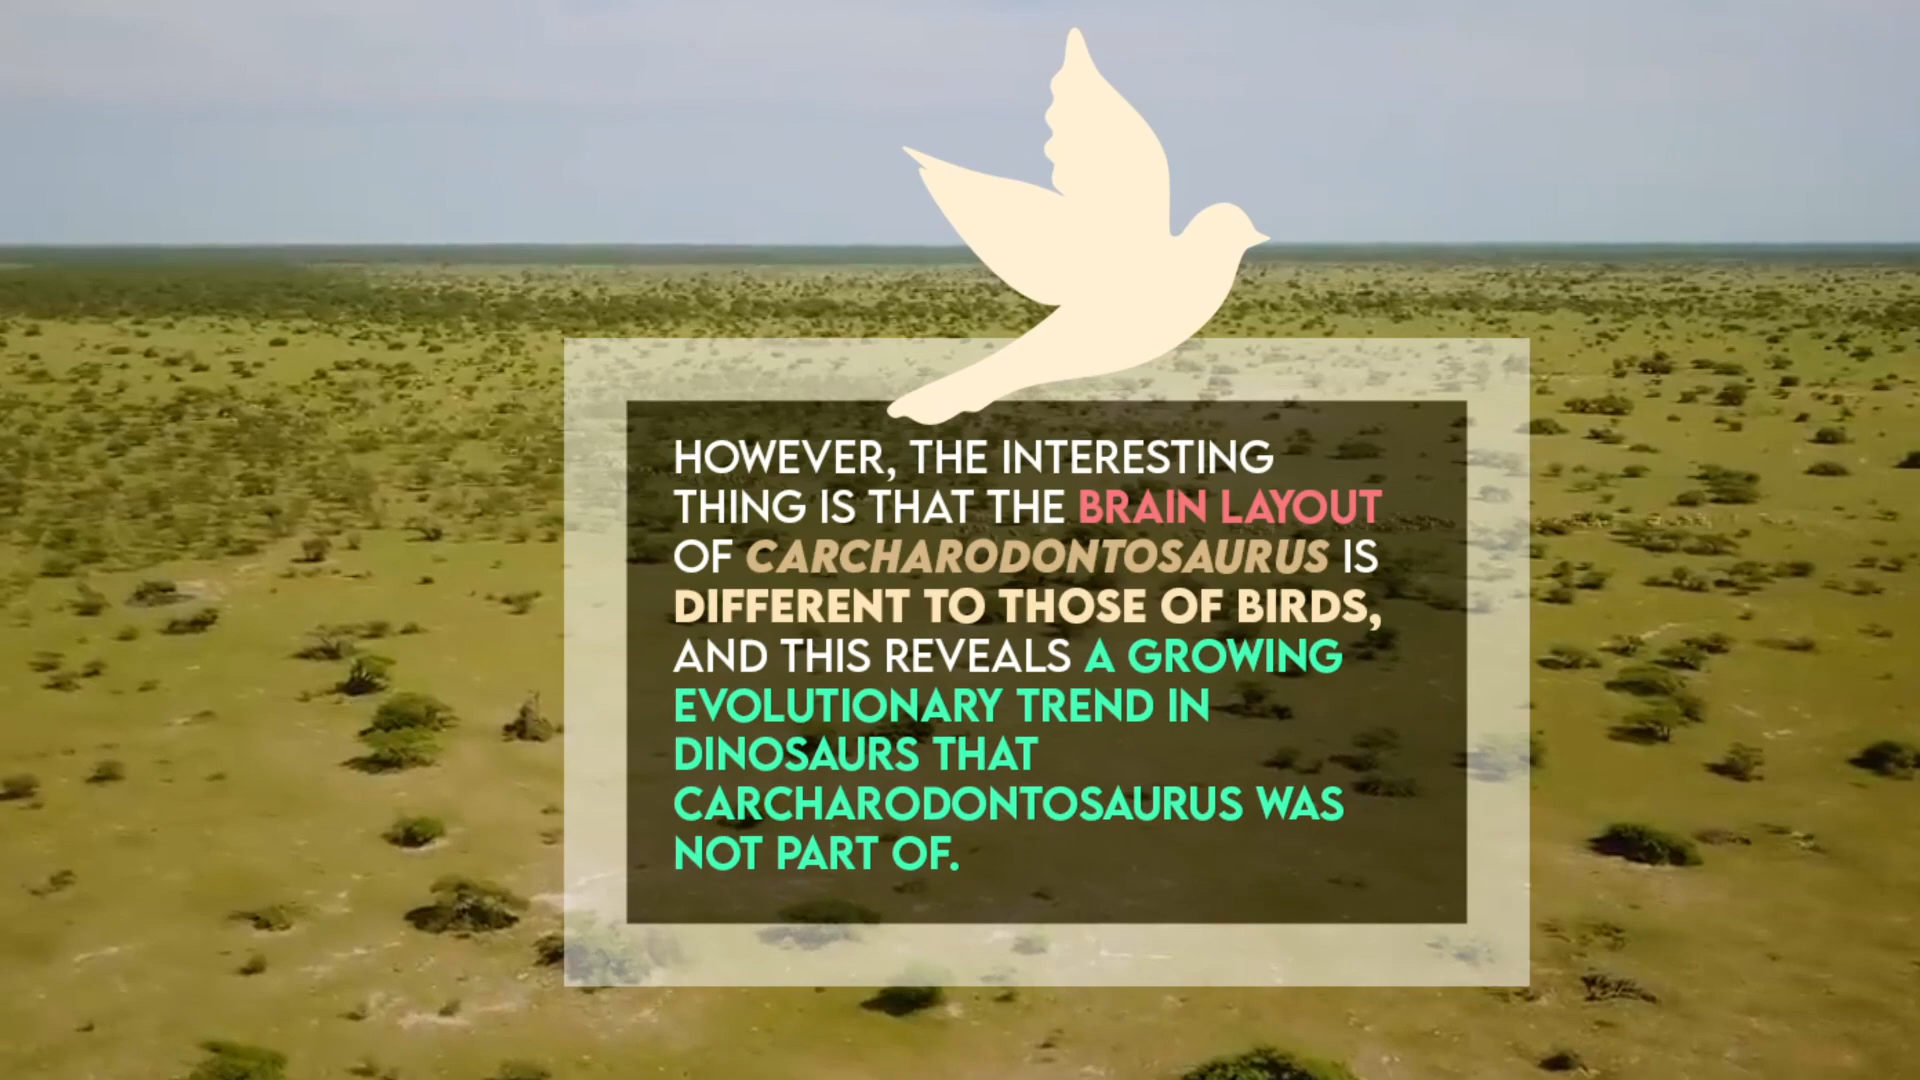 HOWEVER, THE INTERESTING
THING IS THAT THE BRAIN LAYOUT
OF CARCHARODONTOSAURUS IS
DIFFERENT TO THOSE OF BIRDS,
AND THIS REVEALS A GROWING
EVOLUTIONARY TREND IN
DINOSAURS THAT
CARCHARODONTOSAURUS WAS
NOT PART OF.